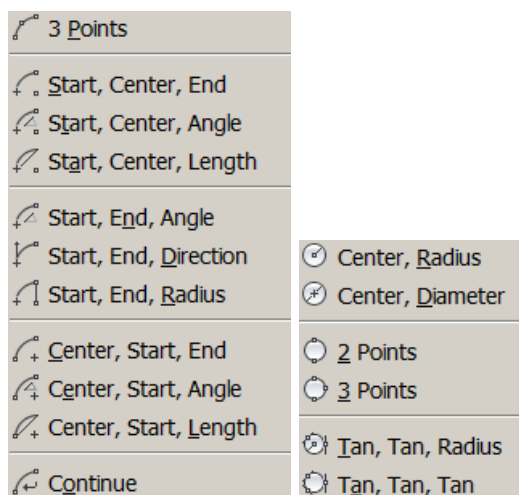 3 Points
Start, Center, End
Start, Center, Angle
Start, Center, Length
Start, End, Angle
Start, End, Direction
Start, End, Radius
Center, Start, End
Center, Start, Angle
Center, Start, Length
Continue
Center, Radius
Center, Diameter
2 Points
3 Points
Tan, Tan, Radius
Tan, Tan, Tan